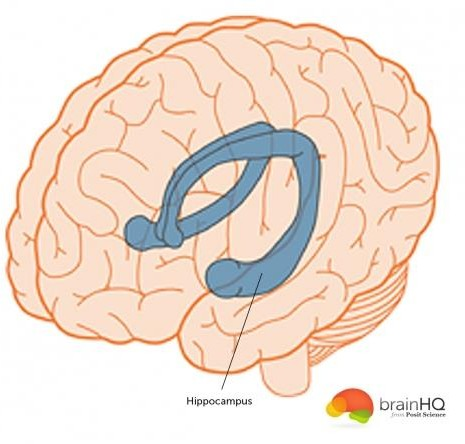 Hippocampus
brainHQ
from Posit Science